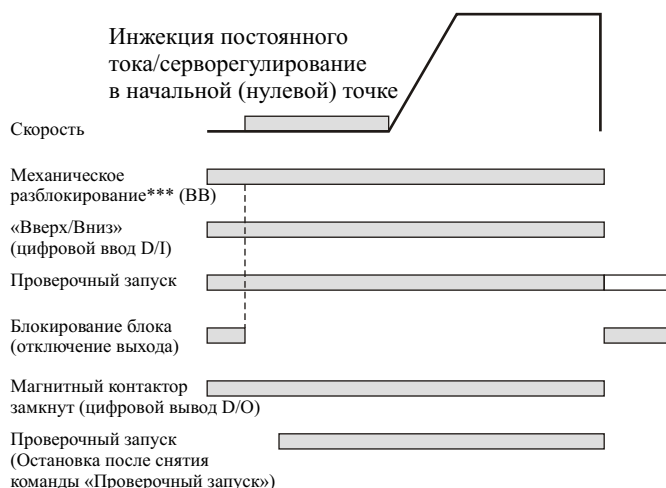 Инжекция постоянного
тока/серворегулирование
в начальной (нулевой) точке
Скорость
Механическое
разблокирование*** (BB)
«Вверх/Вниз»
(цифровой ввод D/I)
Проверочный запуск
Блокирование блока
(отключение выхода)
Магнитный контактор
замкнут (цифровой вывод D/O)
Проверочный запуск
(Остановка после снятия
команды «Проверочный запуск»)